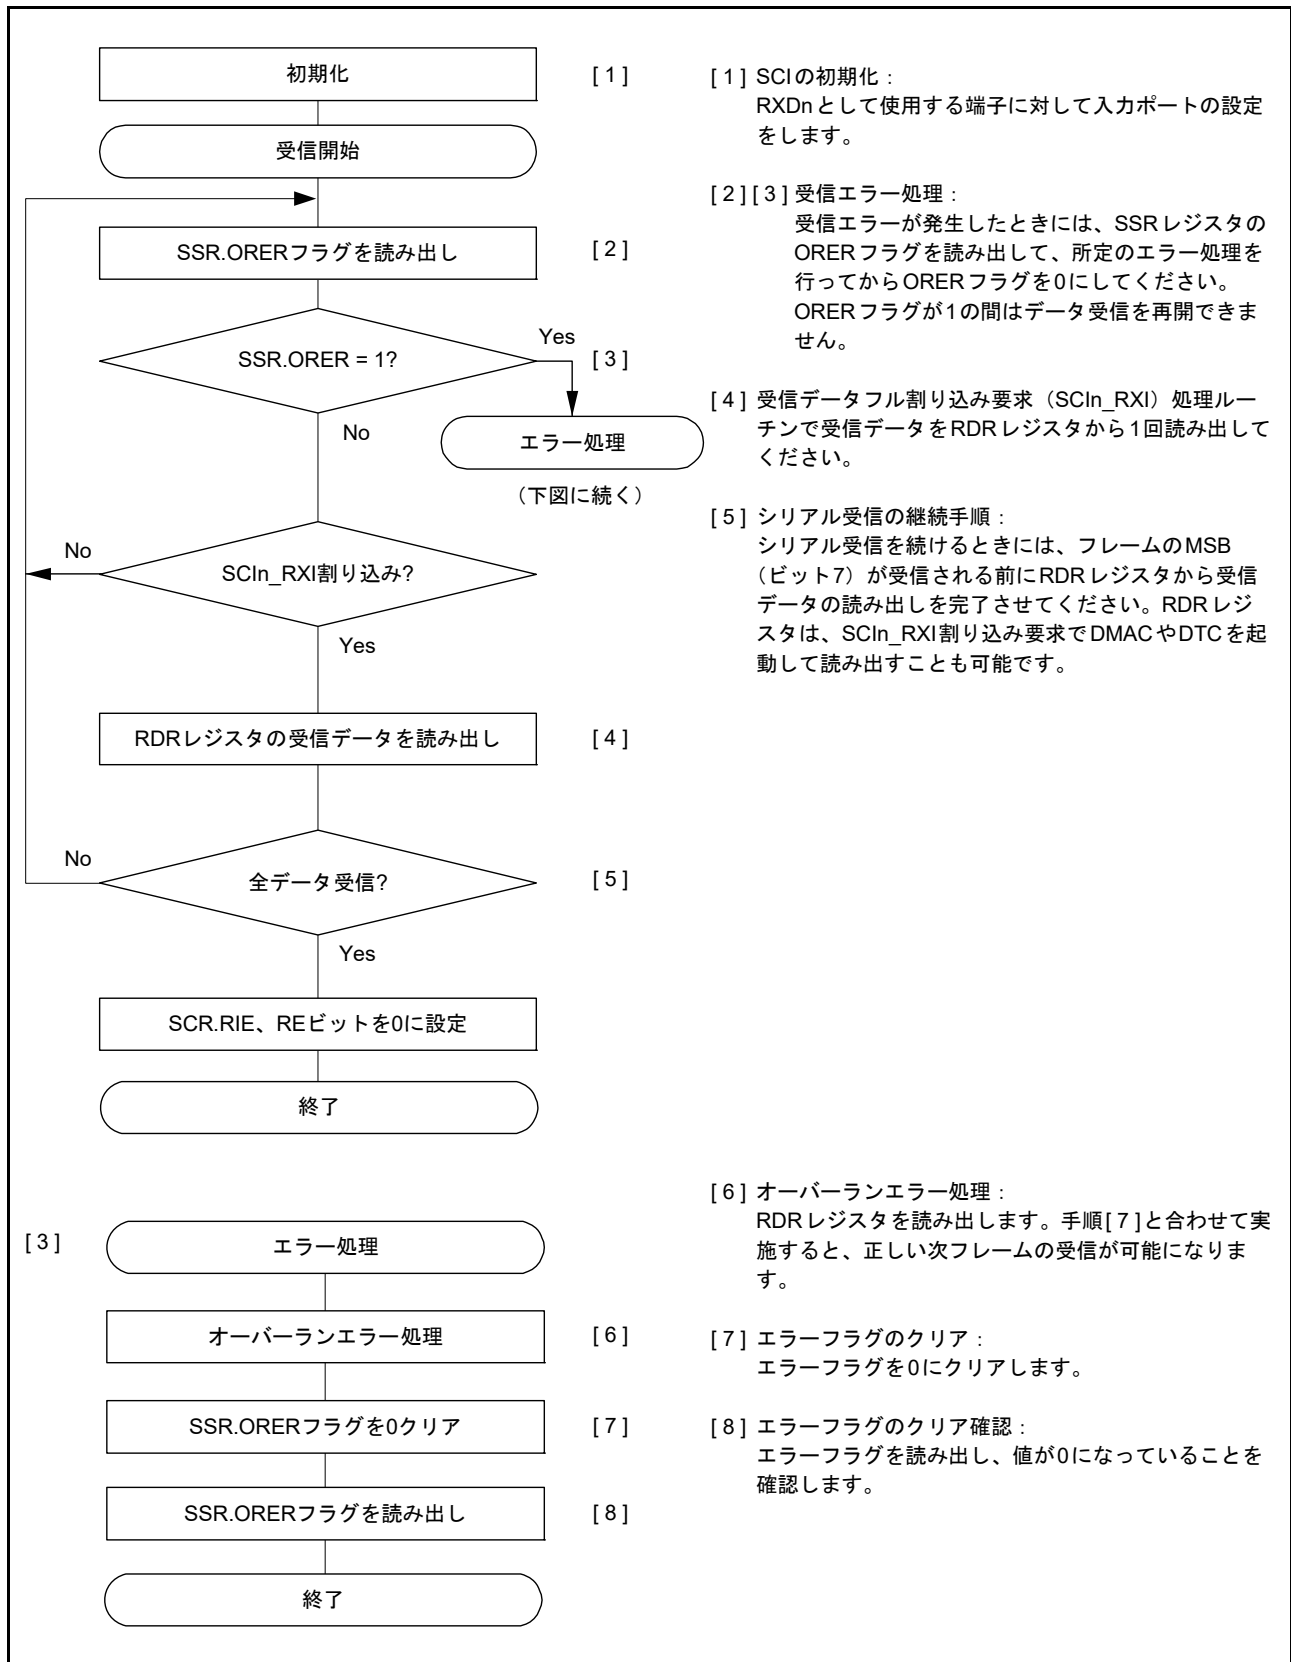 初期化
[ 1 ]
受信開始
SSR.ORERフラグを読み出し
[ 2 ]
SSR.ORER = 1?
Yes
[ 3 ]
No
エラー処理
（下図に続く）
No
SCIn_RXI割り込み?
Yes
RDRレジスタの受信データを読み出し
[ 4 ]
No
全データ受信?
[ 5 ]
Yes
SCR.RIE、REビットを0に設定
終了
[ 1 ] SCIの初期化：
RXDnとして使用する端子に対して入力ポートの設定
をします。
[ 2 ] [ 3 ] 受信エラー処理：
受信エラーが発生したときには、SSRレジスタの
ORERフラグを読み出して、所定のエラー処理を
行ってからORERフラグを0にしてください。
ORERフラグが1の間はデータ受信を再開できま
せん。
[ 4 ] 受信データフル割り込み要求（SCIn_RXI）処理ルー
チンで受信データをRDRレジスタから1回読み出して
ください。
[ 5 ] シリアル受信の継続手順：
シリアル受信を続けるときには、フレームのMSB
（ビット7）が受信される前にRDRレジスタから受信
データの読み出しを完了させてください。RDRレジ
スタは、SCIn_RXI割り込み要求でDMACやDTCを起
動して読み出すことも可能です。
[ 3 ]
エラー処理
オーバーランエラー処理
[ 6 ]
SSR.ORERフラグを0クリア
[ 7 ]
SSR.ORERフラグを読み出し
[ 8 ]
終了
[ 6 ] オーバーランエラー処理：
RDRレジスタを読み出します。手順[ 7 ]と合わせて実
施すると、正しい次フレームの受信が可能になりま
す。
[ 7 ] エラーフラグのクリア：
エラーフラグを0にクリアします。
[ 8 ] エラーフラグのクリア確認：
エラーフラグを読み出し、値が0になっていることを
確認します。